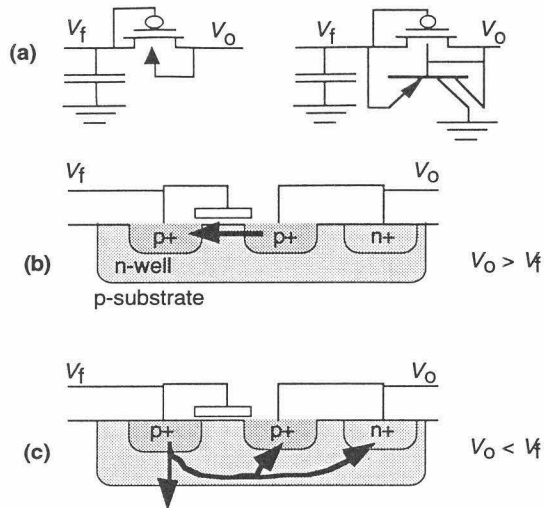 (a)
Vf Vo
Vf Vo
Vf Vo
p+ p+ n+
n-well
(b)
p-substrate
Vo > Vf
Vf Vo
p+ p+ n+
(c)
Vo < Vf